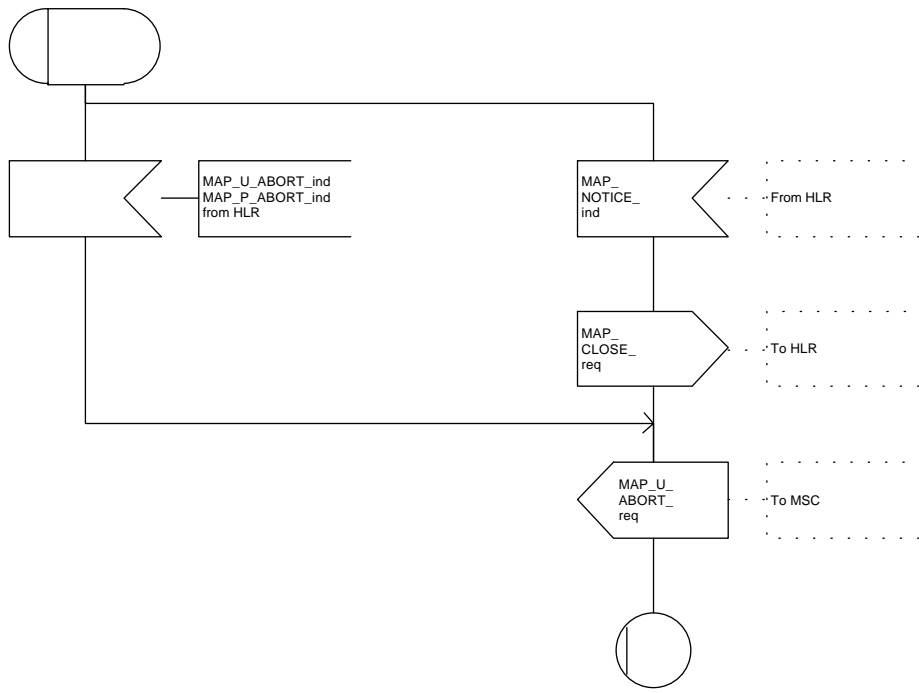 MAP_U_ABORT_ind
MAP_P_ABORT_ind
from HLR
MAP_
NOTICE_
ind
From HLR
MAP_
CLOSE_
req
To HLR
MAP_U_
ABORT_
req
To MSC